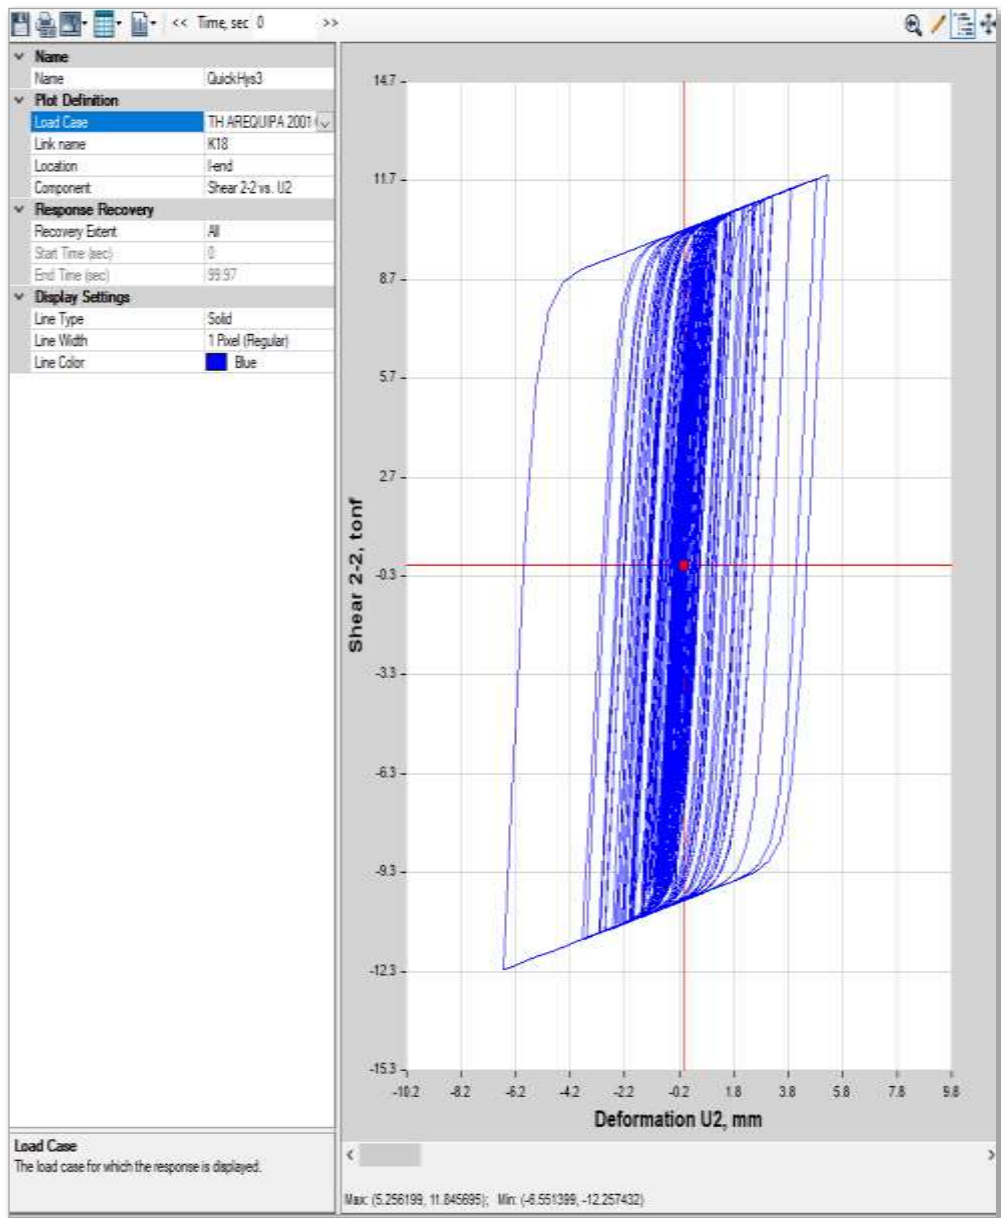 << Time, sec 0 >>
Name
Name QuickHys3
Plot Definition
Load Case TH AREQUIPA 2001
Link name K18
Location I-end
Component Shear 2-2 vs. U2
Response Recovery
Recovery Extent All
Start Time (sec) 0
End Time (sec) 99.97
Display Settings
Line Type Solid
Line Width 1 Pixel (Regular)
Line Color Blue
Load Case
The load case for which the response is displayed.
14.7
11.7
8.7
5.7
2.7
-0.3
-3.3
-6.3
-9.3
-12.3
-15.3
Shear 2-2, tonf
-10.2 -8.2 -6.2 -4.2 -2.2 -0.2 1.8 3.8 5.8 7.8 9.8
Deformation U2, mm
Max: (5.256199, 11.845695); Min: (-6.551399, -12.257432)